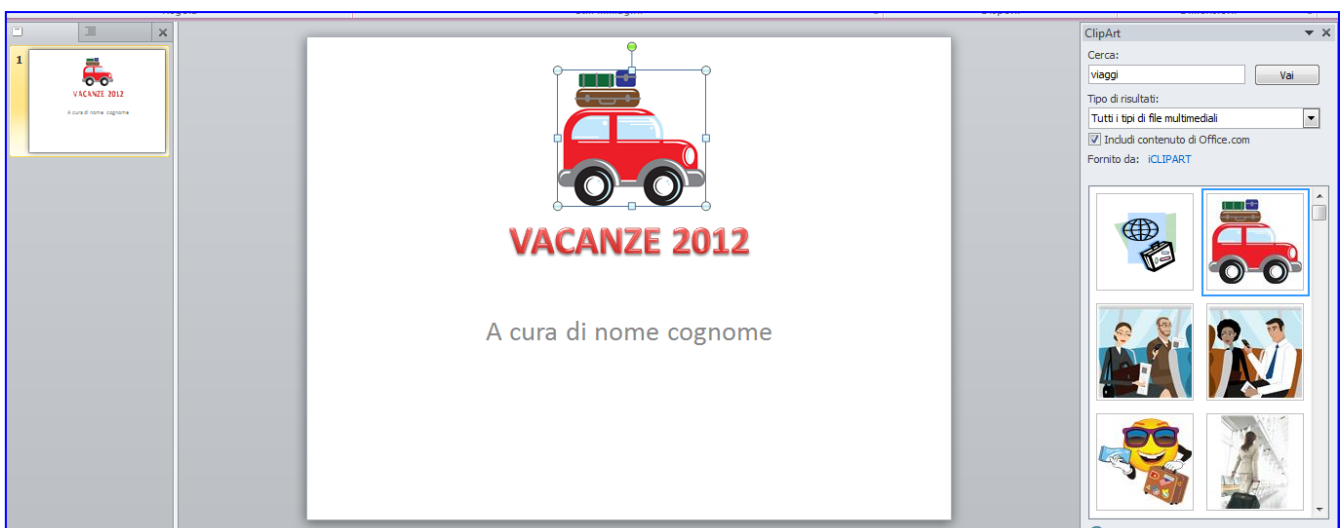 1
VACANZE 2012
A cura di nome cognome
VACANZE 2012
A cura di nome cognome
ClipArt
Cerca:
viaggi
Vai
Tipo di risultati:
Tutti i tipi di file multimediali
Includi contenuto di Office.com
Fornito da: iCLIPART